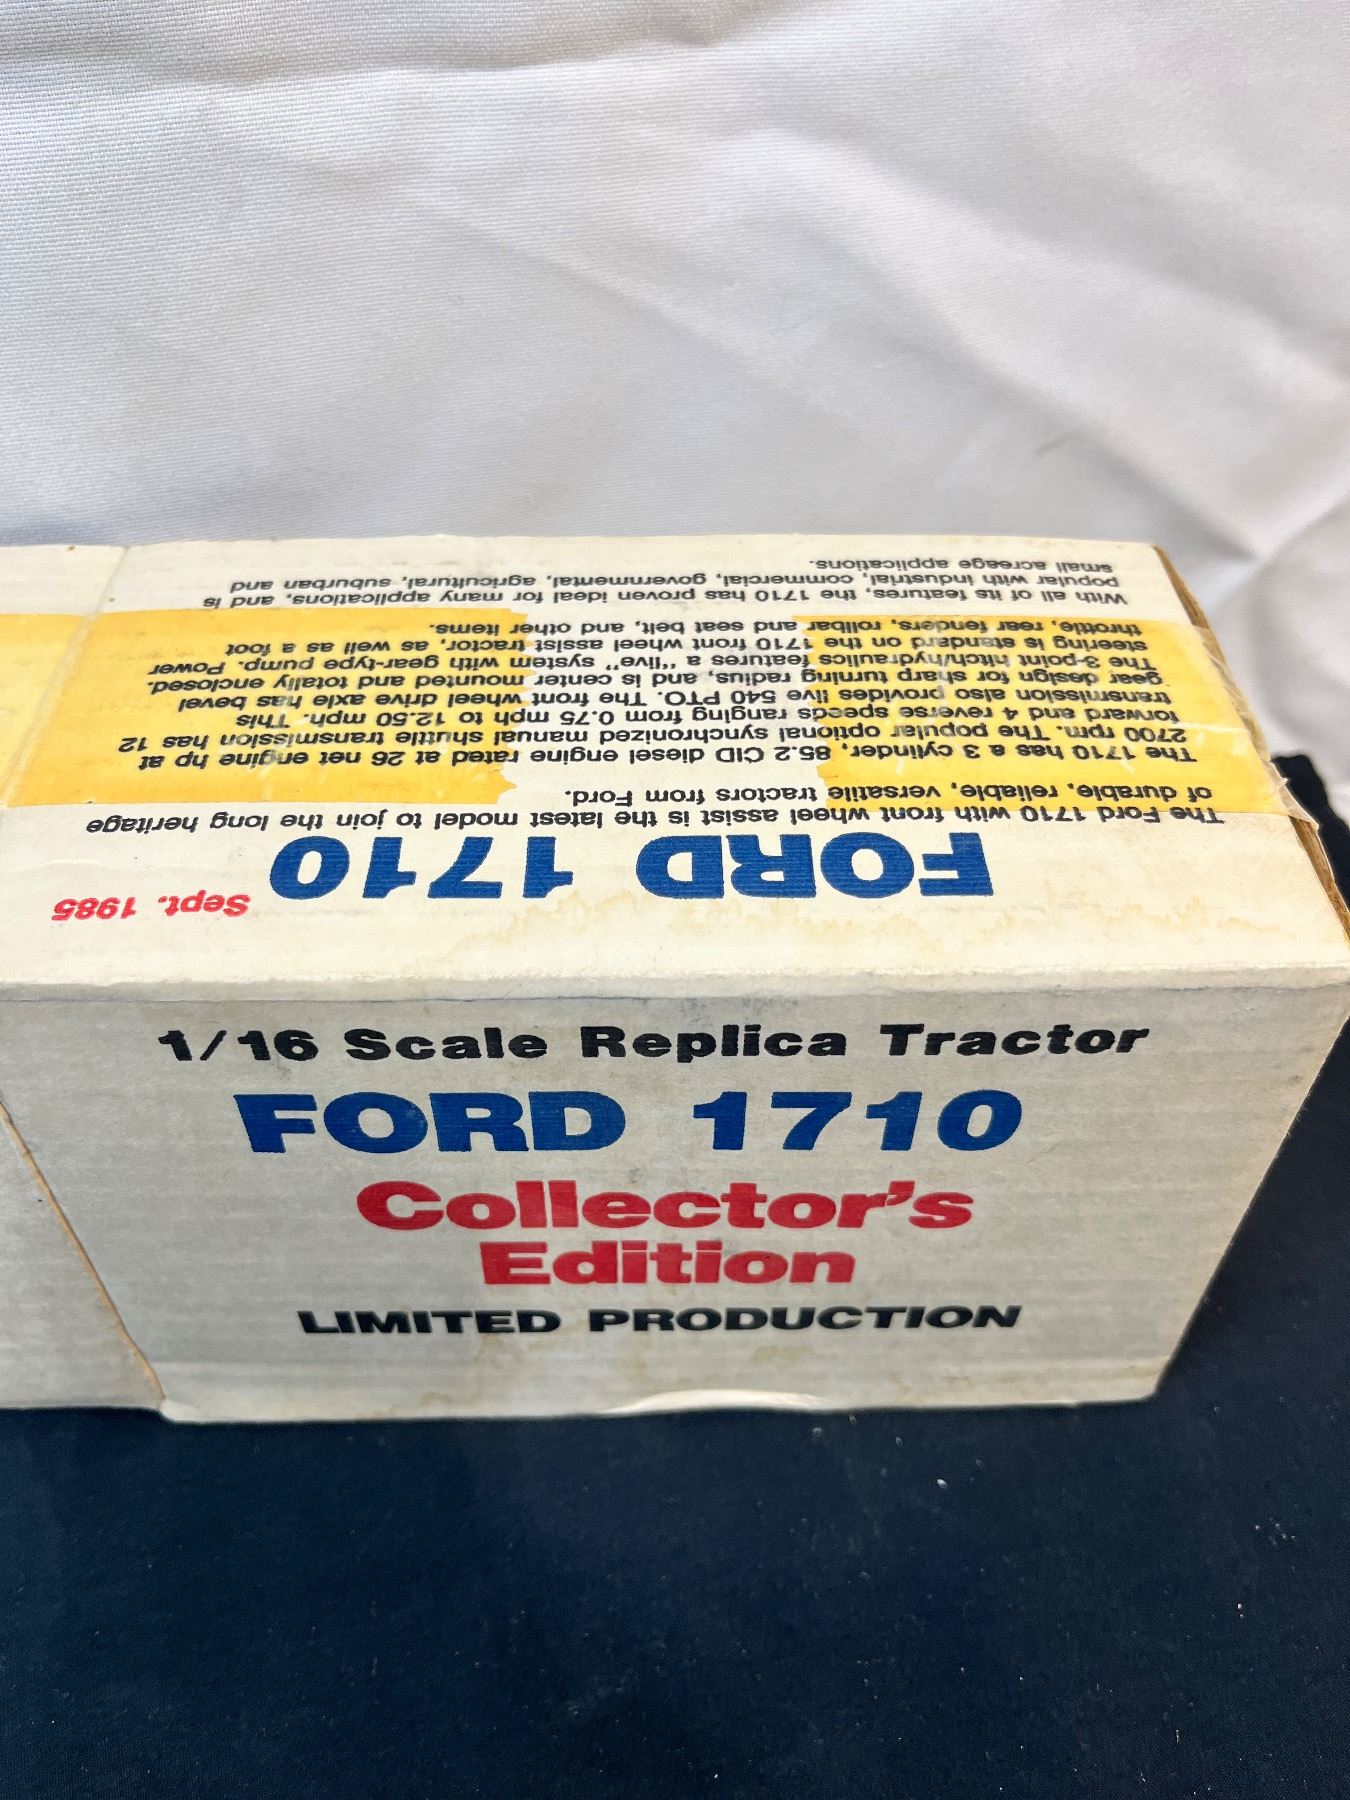 1/16 Scale Replica Tractor
FORD 1710
Collector's
Edition
LIMITED PRODUCTION
FORD 1710 Sept. 1985
The Ford 1710 with front wheel assist is the latest model to join the long heritage
of durable, reliable, versatile tractors from Ford.
The 1710 has a 3 cylinder, 85.2 CID diesel engine rated at 26 net engine hp at
2700 rpm. The popular optional synchronized manual shuttle transmission has 12
forward and 4 reverse speeds ranging from 0.75 mph to 12.50 mph. This
transmission also provides live 540 PTO. The front wheel drive axle has bevel
gear design for sharp turning radius, and is center mounted and totally enclosed.
The 3-point hitch/hydraulics features a "live" system with gear-type pump. Power
steering is standard on the 1710 front wheel assist tractor, as well as a foot
throttle, rear fenders, rollbar and seat belt, and other items.
With all of its features, the 1710 has proven ideal for many applications, and is
popular with industrial, commercial, governmental, agricultural, suburban and
small acreage applications.